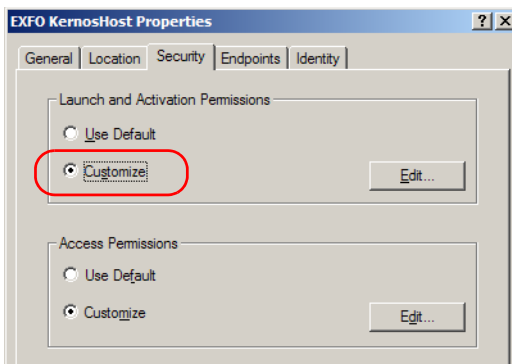 EXFO KernosHost Properties
General Location Security Endpoints Identity
Launch and Activation Permissions
Use Default
Customize
Edit...
Access Permissions
Use Default
Customize
Edit...